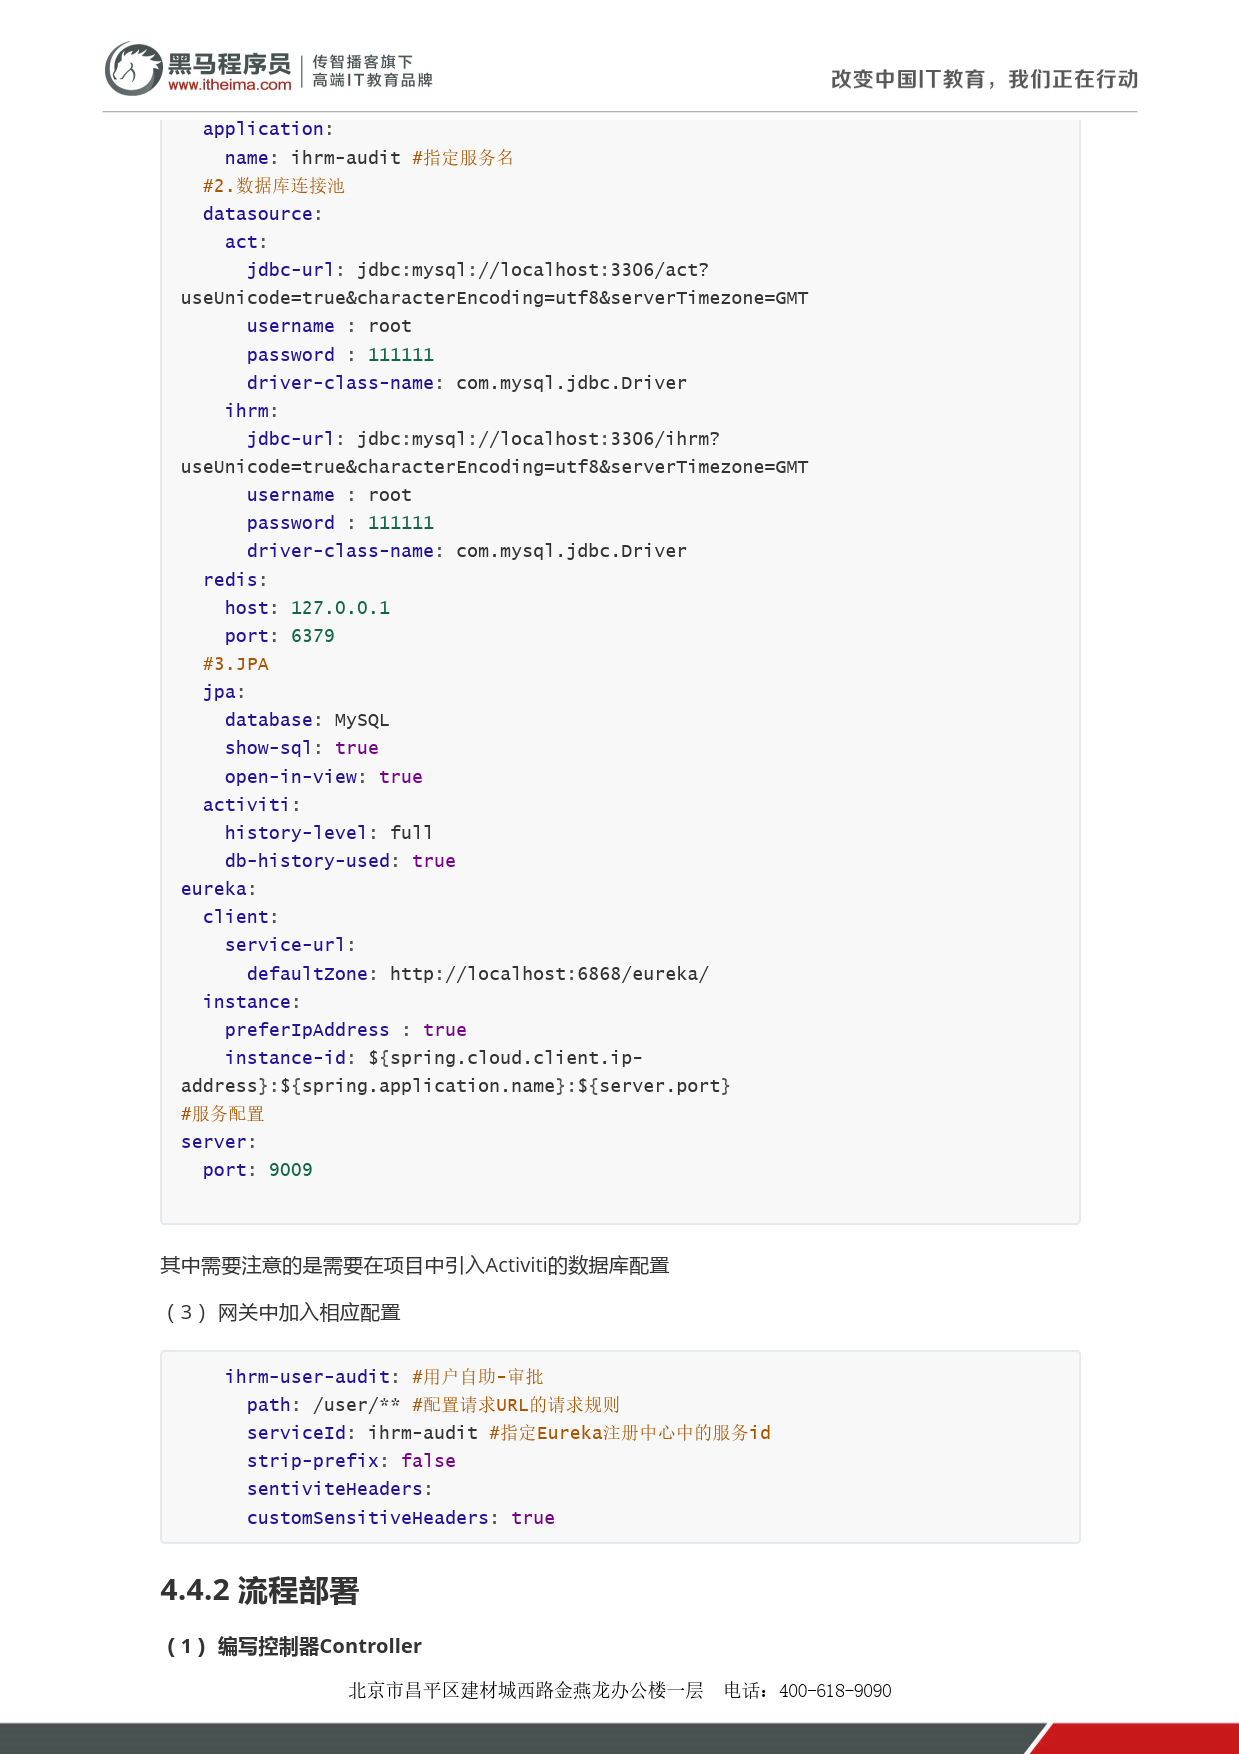 黑马程序员
www.itheima.com
传智播客旗下
高端IT教育品牌
改变中国IT教育，我们正在行动
  application:
    name: ihrm-audit #指定服务名
  #2.数据库连接池
  datasource:
    act:
      jdbc-url: jdbc:mysql://localhost:3306/act?
useUnicode=true&characterEncoding=utf8&serverTimezone=GMT
      username : root
      password : 111111
      driver-class-name: com.mysql.jdbc.Driver
    ihrm:
      jdbc-url: jdbc:mysql://localhost:3306/ihrm?
useUnicode=true&characterEncoding=utf8&serverTimezone=GMT
      username : root
      password : 111111
      driver-class-name: com.mysql.jdbc.Driver
  redis:
    host: 127.0.0.1
    port: 6379
  #3.JPA
  jpa:
    database: MySQL
    show-sql: true
    open-in-view: true
  activiti:
    history-level: full
    db-history-used: true
eureka:
  client:
    service-url:
      defaultZone: http://localhost:6868/eureka/
  instance:
    preferIpAddress : true
    instance-id: ${spring.cloud.client.ip-
address}:${spring.application.name}:${server.port}
#服务配置
server:
  port: 9009
其中需要注意的是需要在项目中引入Activiti的数据库配置
（3）网关中加入相应配置
    ihrm-user-audit: #用户自助-审批
      path: /user/** #配置请求URL的请求规则
      serviceId: ihrm-audit #指定Eureka注册中心中的服务id
      strip-prefix: false
      sentiviteHeaders:
      customSensitiveHeaders: true
4.4.2 流程部署
（1）编写控制器Controller
北京市昌平区建材城西路金燕龙办公楼一层 电话：400-618-9090